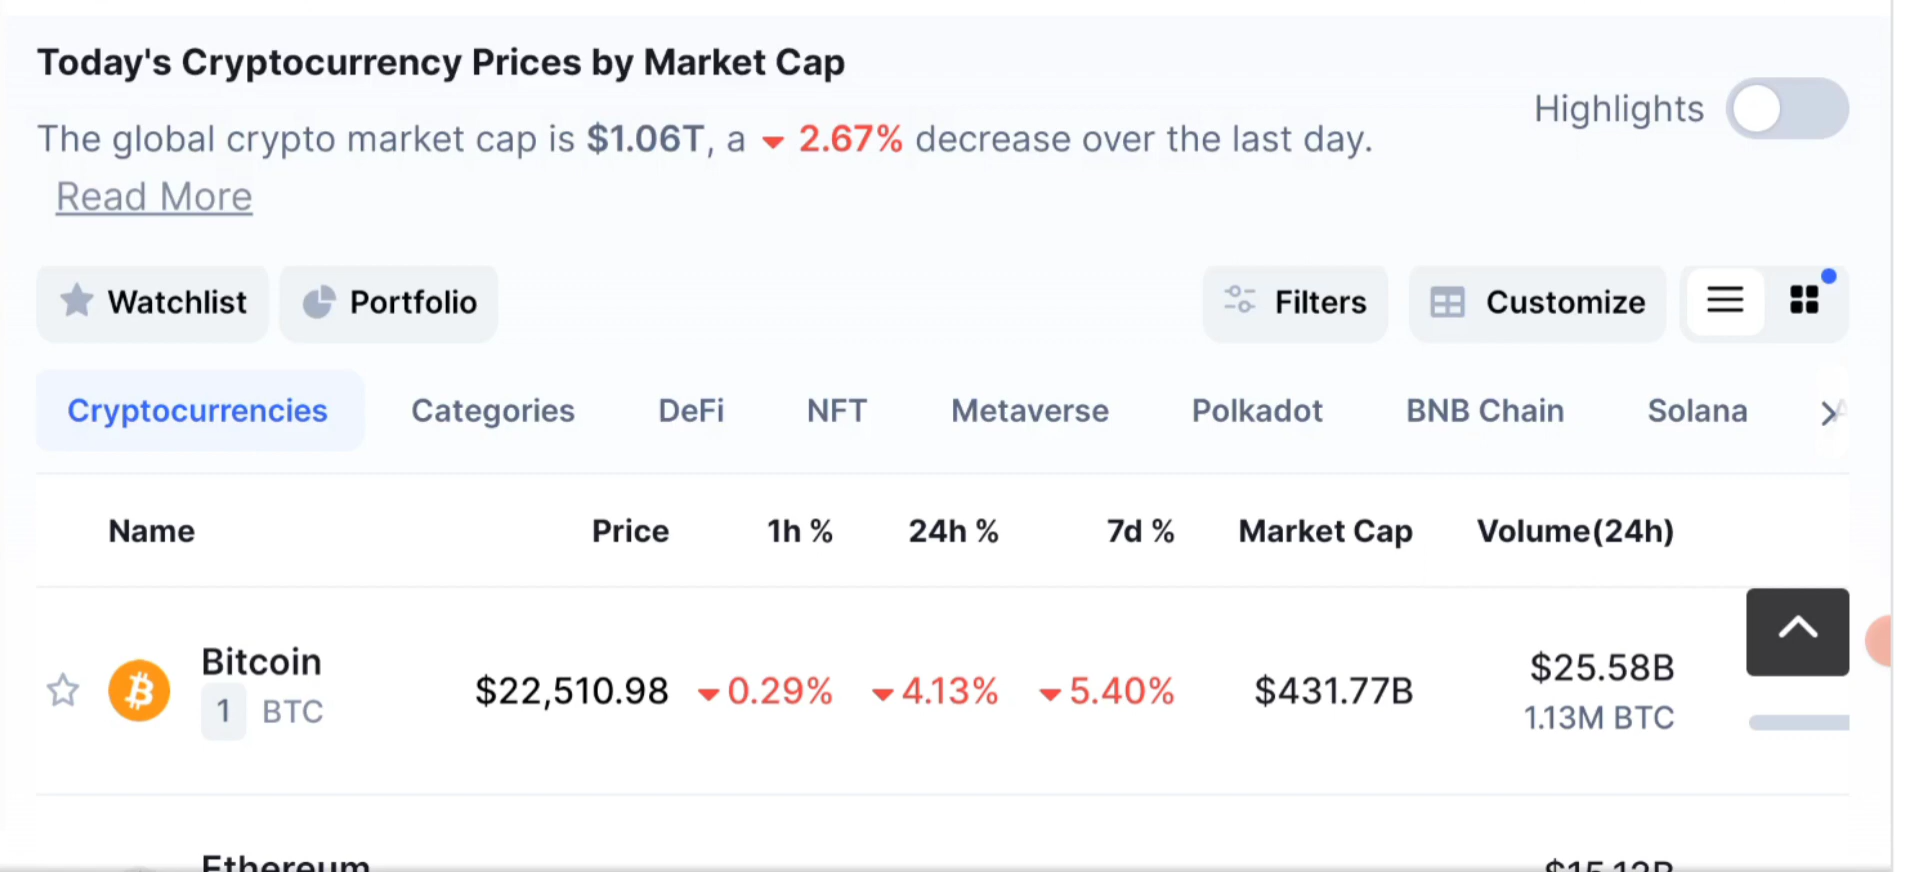 Today's Cryptocurrency Prices by Market Cap
Highlights
The global crypto market cap is $1.06T, a 2.67% decrease over the last day.
Read More
Watchlist Portfolio Filters Customize
Cryptocurrencies Categories DeFi NFT Metaverse Polkadot BNB Chain Solana
Name Price 1h % 24h % 7d % Market Cap Volume(24h)
Bitcoin
1 BTC
$22,510.98 0.29% 4.13% 5.40% $431.77B
$25.58B
1.13M BTC
Ethereum